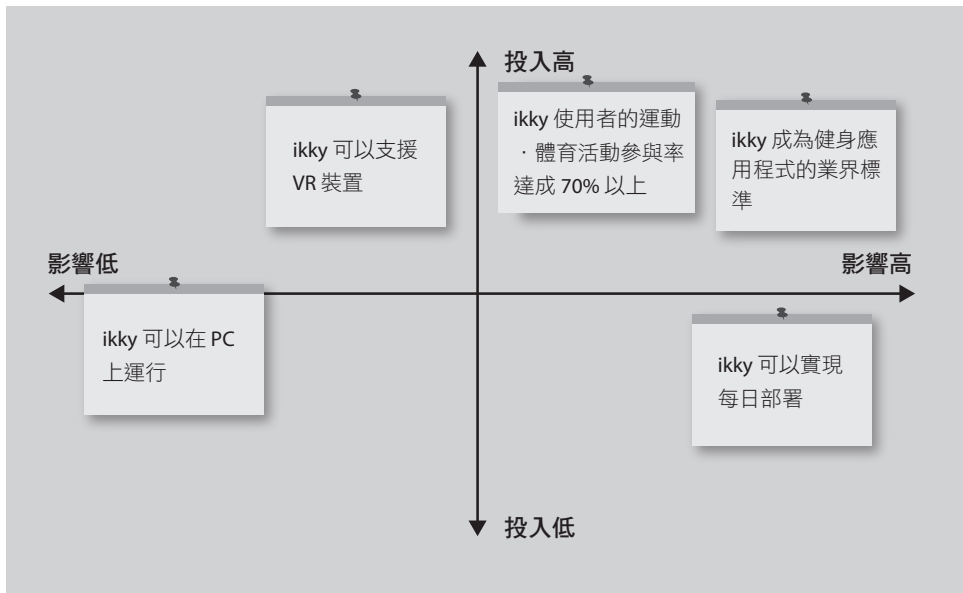 投入高
ikky 可以支援
VR 裝置
ikky 使用者的運動
·體育活動參與率
達成 70% 以上
ikky 成為健身應
用程式的業界標
準
影響低
影響高
ikky 可以在 PC
上運行
ikky 可以實現
每日部署
投入低